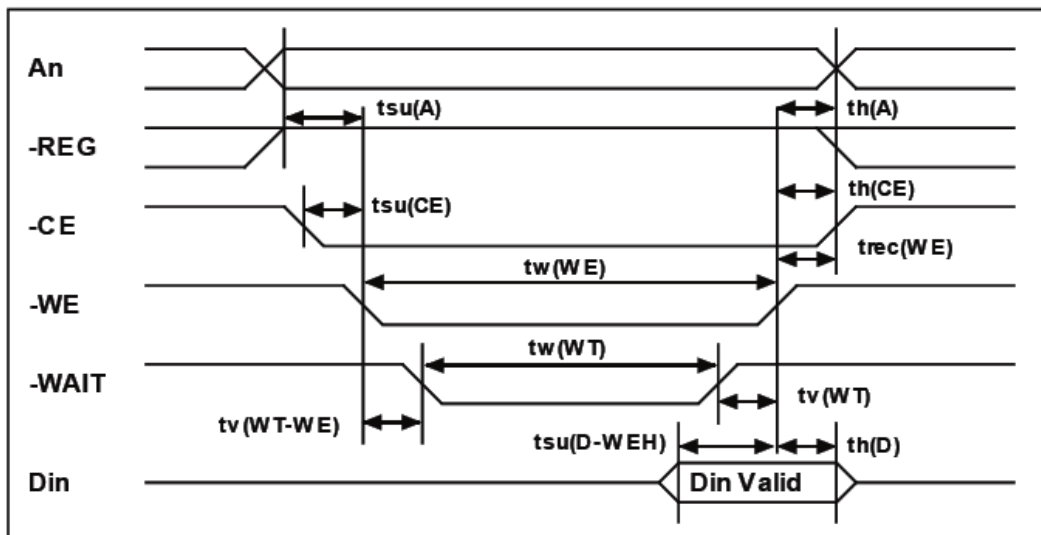 An
tsu(A)
th(A)
-REG
th(CE)
tsu(CE)
-CE
trec(WE)
tw(WE)
-WE
tw(WT)
-WAIT
tv(WT)
tv(WT-WE)
tsu(D-WEH)
th(D)
Din
Din Valid